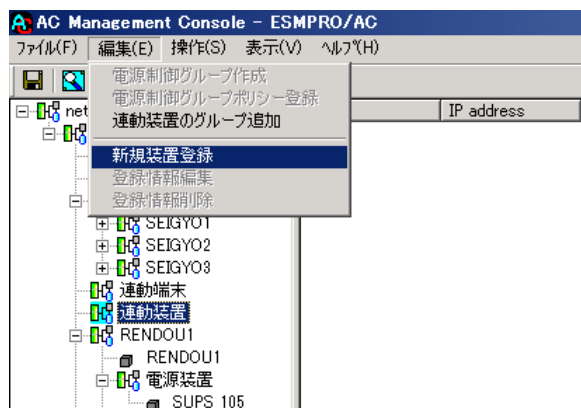 AC Management Console - ESMPRO/AC
ファイル(F) 編集(E) 操作(S) 表示(V) ヘルプ(H)
電源制御グループ作成
電源制御グループポリシー登録
連動装置のグループ追加
新規装置登録
登録情報編集
登録情報削除
net
IP address
SEIGYO1
SEIGYO2
SEIGYO3
連動端末
連動装置
RENDOU1
RENDOU1
電源装置
SUPS 105